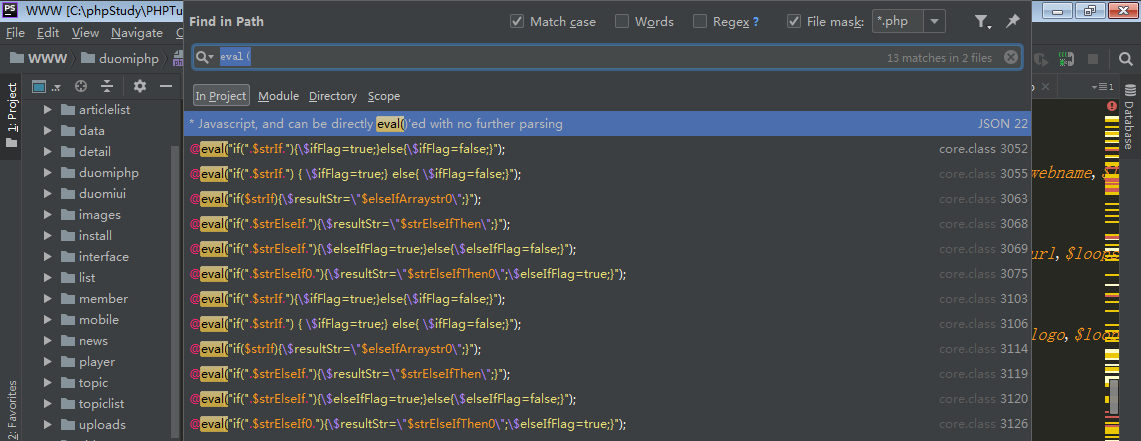 PS WWW [C:\phpStudy\PHPTu
File Edit View Navigate C
WWW duomiphp
1: Project
2: Favorites
articlelist
data
detail
duomiphp
duomiui
images
install
interface
list
member
mobile
news
player
topic
topiclist
uploads
Find in Path
Match case Words Regex ? File mask: *.php
eval( 13 matches in 2 files
In Project Module Directory Scope
* Javascript, and can be directly eval()'ed with no further parsing JSON 22
@eval("if(".$strIf."){\$ifFlag=true;}else{\$ifFlag=false;}"); core.class 3052
@eval("if(".$strIf.") { \$ifFlag=true;} else{ \$ifFlag=false;}"); core.class 3055
@eval("if($strIf){\$resultStr=\"$elseIfArraystr0\";}"); core.class 3063
@eval("if(".$strElseIf."){\$resultStr=\"$strElseIfThen\";}"); core.class 3068
@eval("if(".$strElseIf."){\$elseIfFlag=true;}else{\$elseIfFlag=false;}"); core.class 3069
@eval("if(".$strElseIf0."){\$resultStr=\"$strElseIfThen0\";\$elseIfFlag=true;}"); core.class 3075
@eval("if(".$strIf."){\$ifFlag=true;}else{\$ifFlag=false;}"); core.class 3103
@eval("if(".$strIf.") { \$ifFlag=true;} else{ \$ifFlag=false;}"); core.class 3106
@eval("if($strIf){\$resultStr=\"$elseIfArraystr0\";}"); core.class 3114
@eval("if(".$strElseIf."){\$resultStr=\"$strElseIfThen\";}"); core.class 3119
@eval("if(".$strElseIf."){\$elseIfFlag=true;}else{\$elseIfFlag=false;}"); core.class 3120
@eval("if(".$strElseIf0."){\$resultStr=\"$strElseIfThen0\";\$elseIfFlag=true;}"); core.class 3126
1
webname,
url, $loops
logo, $loop
Database